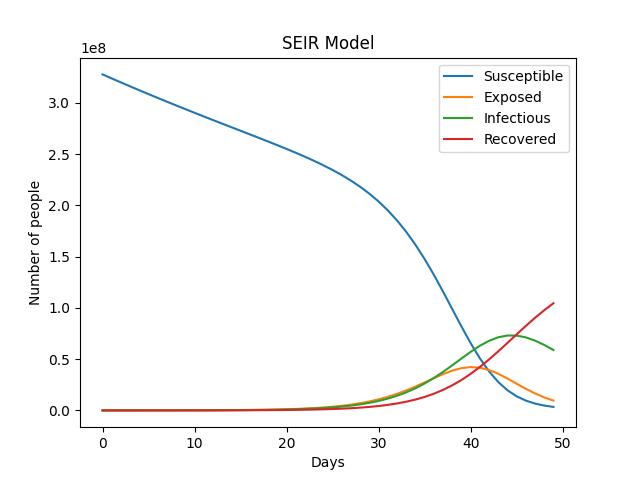 SEIR Model
1e8
Susceptible
Exposed
Infectious
Recovered
3.0
2.5
2.0
1.5
1.0
0.5
0.0
Number of people
0 10 20 30 40 50
Days